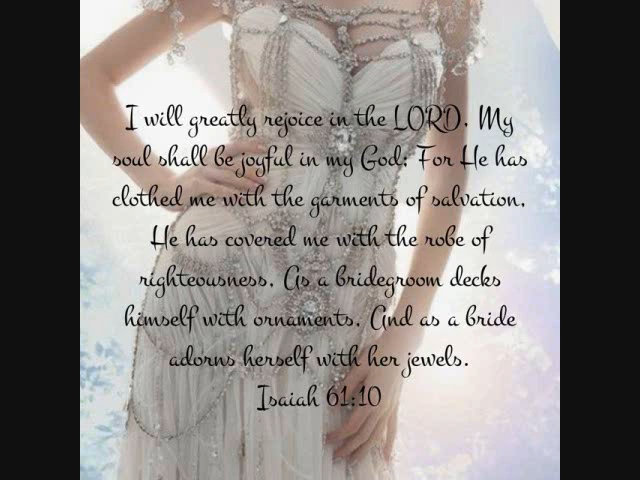 I will greatly rejoice in the LORD, My
soul shall be joyful in my God; For He has
clothed me with the garments of salvation,
He has covered me with the robe of
righteousness, As a bridegroom decks
himself with ornaments, And as a bride
adorns herself with her jewels.
Isaiah 61:10